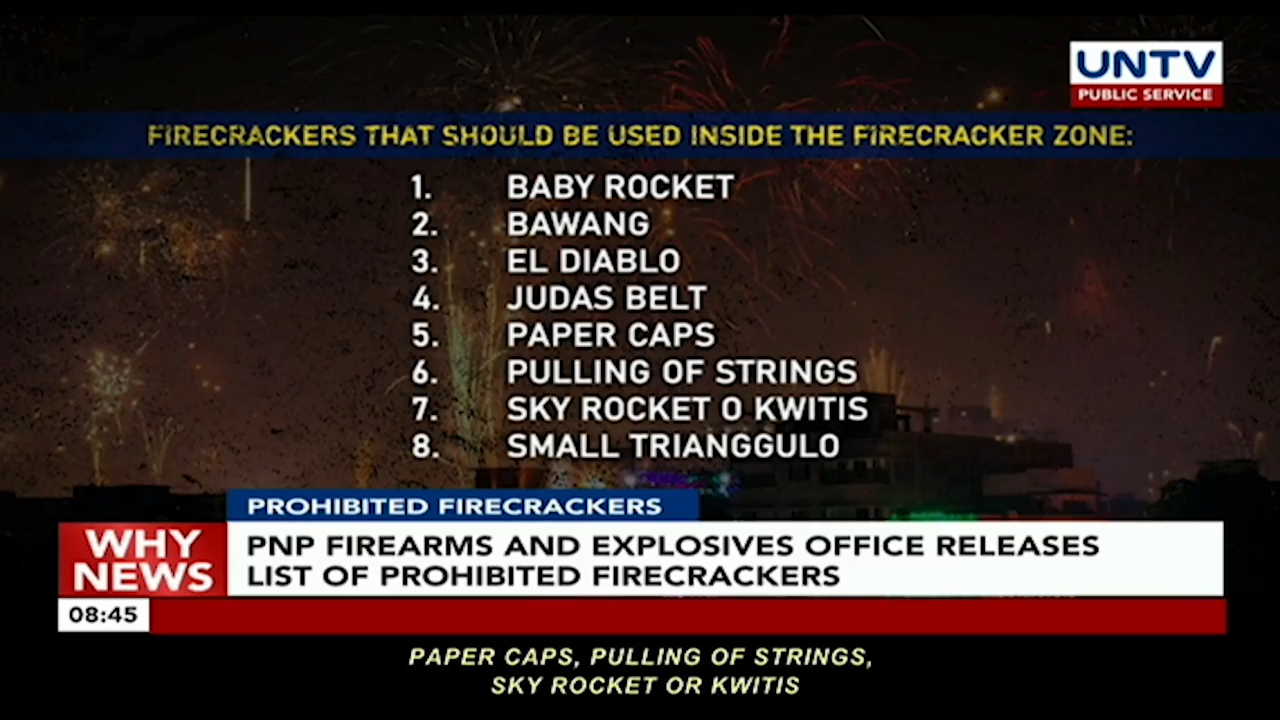 UNTV
PUBLIC SERVICE
FIRECRACKERS THAT SHOULD BE USED INSIDE THE FIRECRACKER ZONE:
1. BABY ROCKET
2. BAWANG
3. EL DIABLO
4. JUDAS BELT
5. PAPER CAPS
6. PULLING OF STRINGS
7. SKY ROCKET O KWITIS
8. SMALL TRIANGGULO
PROHIBITED FIRECRACKERS
WHY
NEWS
PNP FIREARMS AND EXPLOSIVES OFFICE RELEASES
LIST OF PROHIBITED FIRECRACKERS
08:45
PAPER CAPS, PULLING OF STRINGS,
SKY ROCKET OR KWITIS